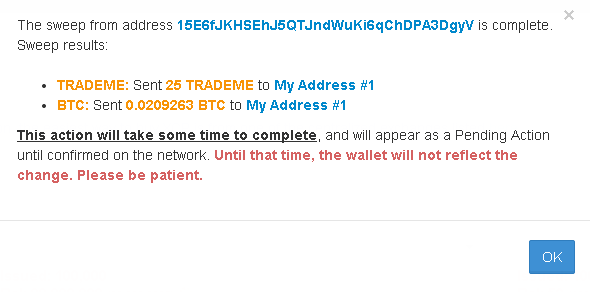 The sweep from address 15E6fJKHSEhJ5QTJndWuKi6qChDPA3DgyV is complete.
Sweep results:
TRADEME: Sent 25 TRADEME to My Address #1
BTC: Sent 0.0209263 BTC to My Address #1
This action will take some time to complete, and will appear as a Pending Action
until confirmed on the network. Until that time, the wallet will not reflect the
change. Please be patient.
OK